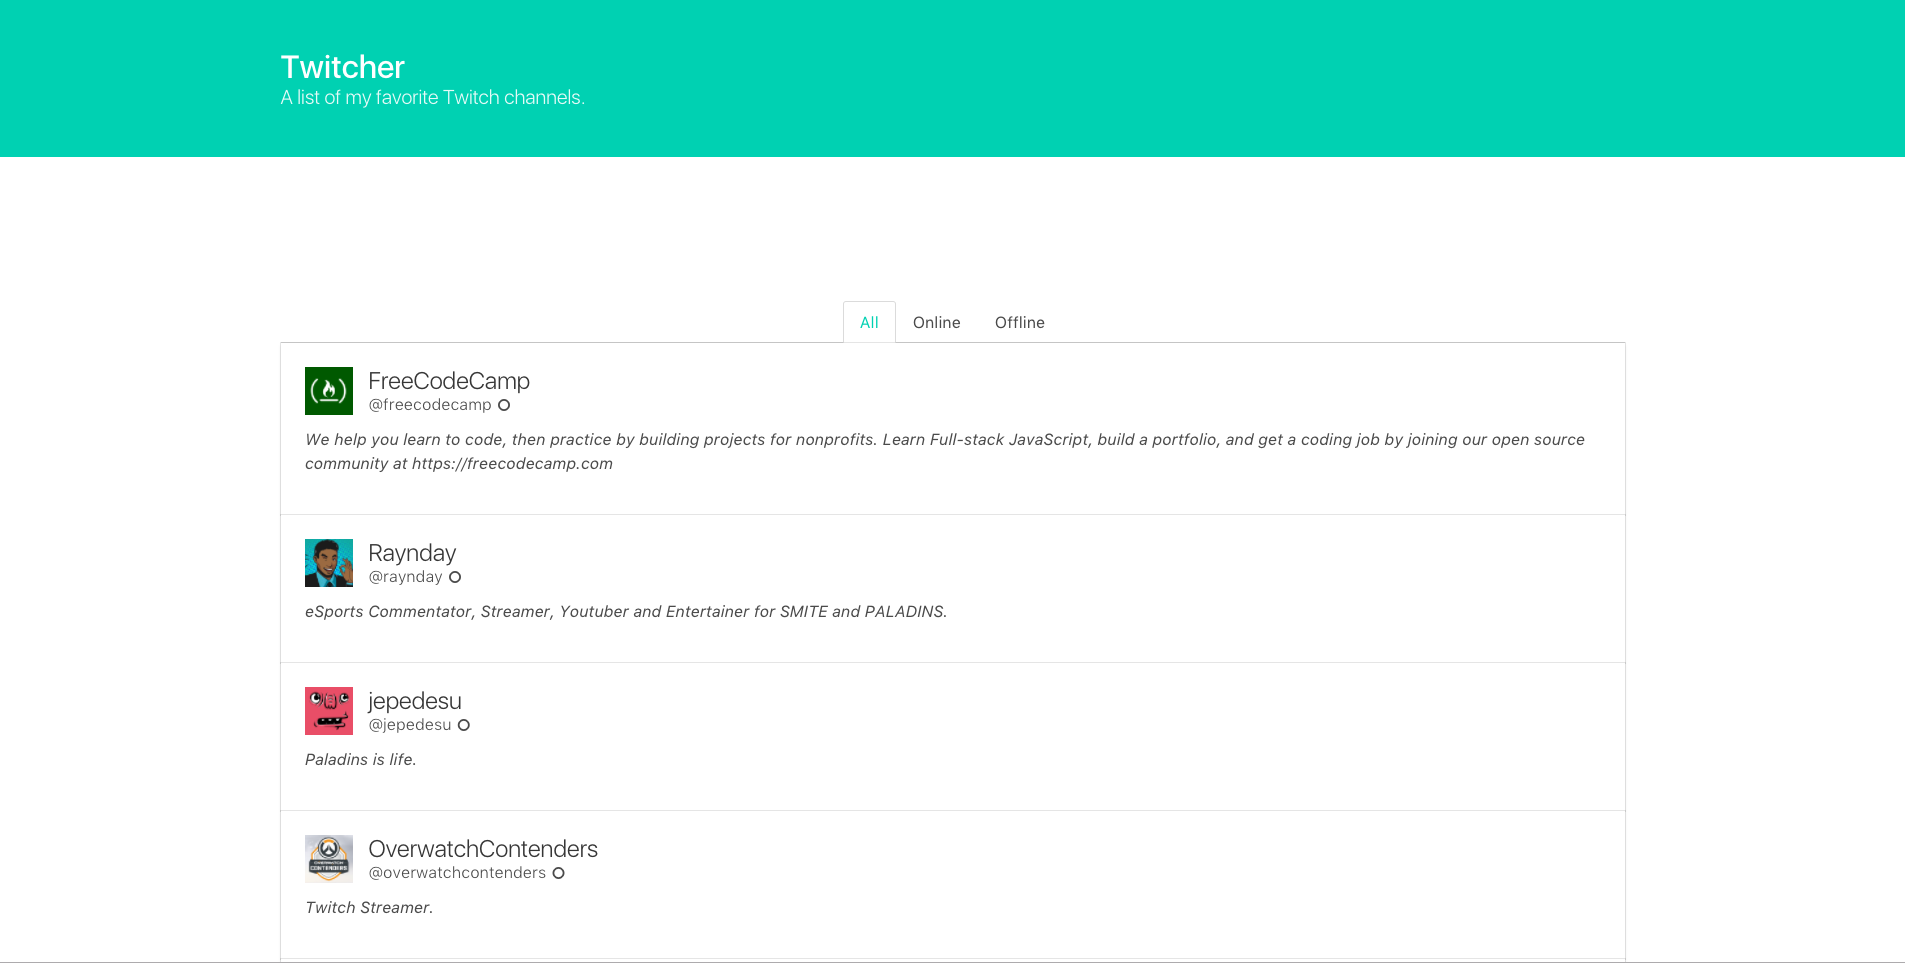 Twitcher
A list of my favorite Twitch channels.
All Online Offline
FreeCodeCamp
@freecodecamp
We help you learn to code, then practice by building projects for nonprofits. Learn Full-stack JavaScript, build a portfolio, and get a coding job by joining our open source
community at https://freecodecamp.com
Raynday
@raynday
eSports Commentator, Streamer, Youtuber and Entertainer for SMITE and PALADINS.
jepedesu
@jepedesu
Paladins is life.
OverwatchContenders
@overwatchcontenders
OVERWATCH
CONTENDERS
Twitch Streamer.